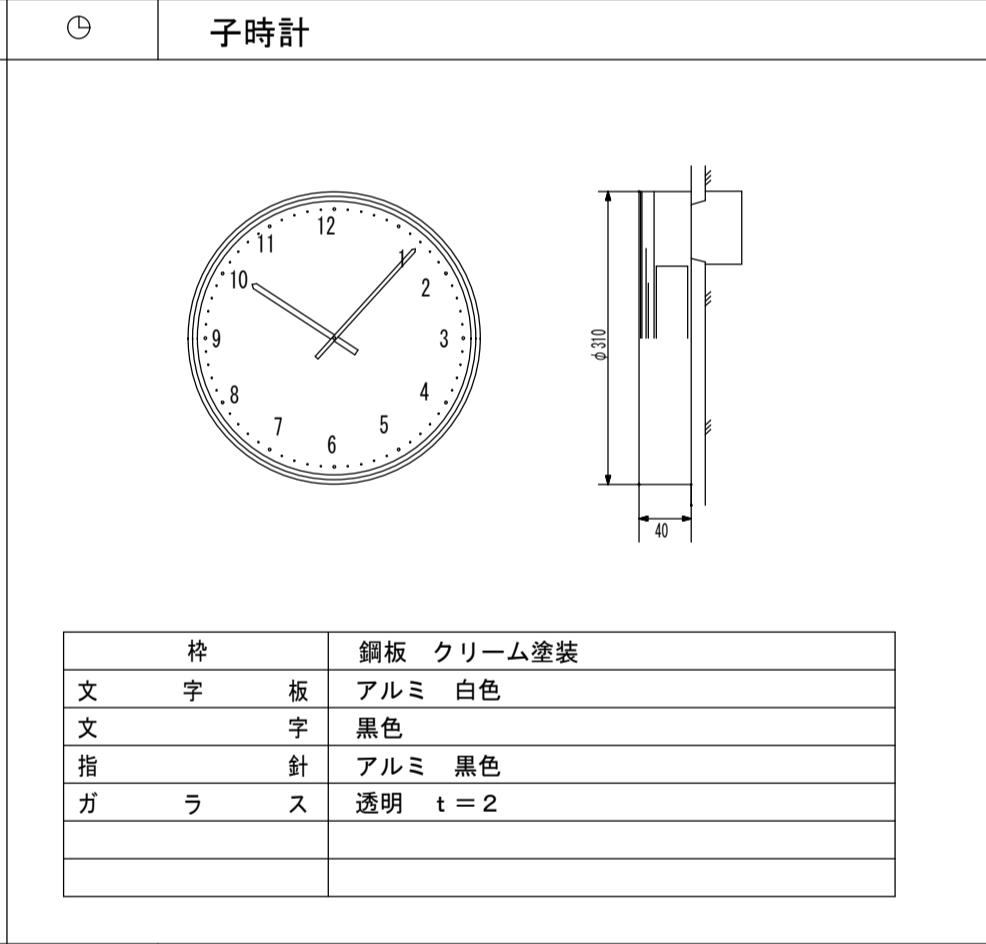 子時計
12
11
1
10
2
9
3
8
4
7
5
6
φ310
40
枠 鋼板 クリーム塗装
文字板 アルミ 白色
文字 黒色
指針 アルミ 黒色
ガラス 透明 t=2